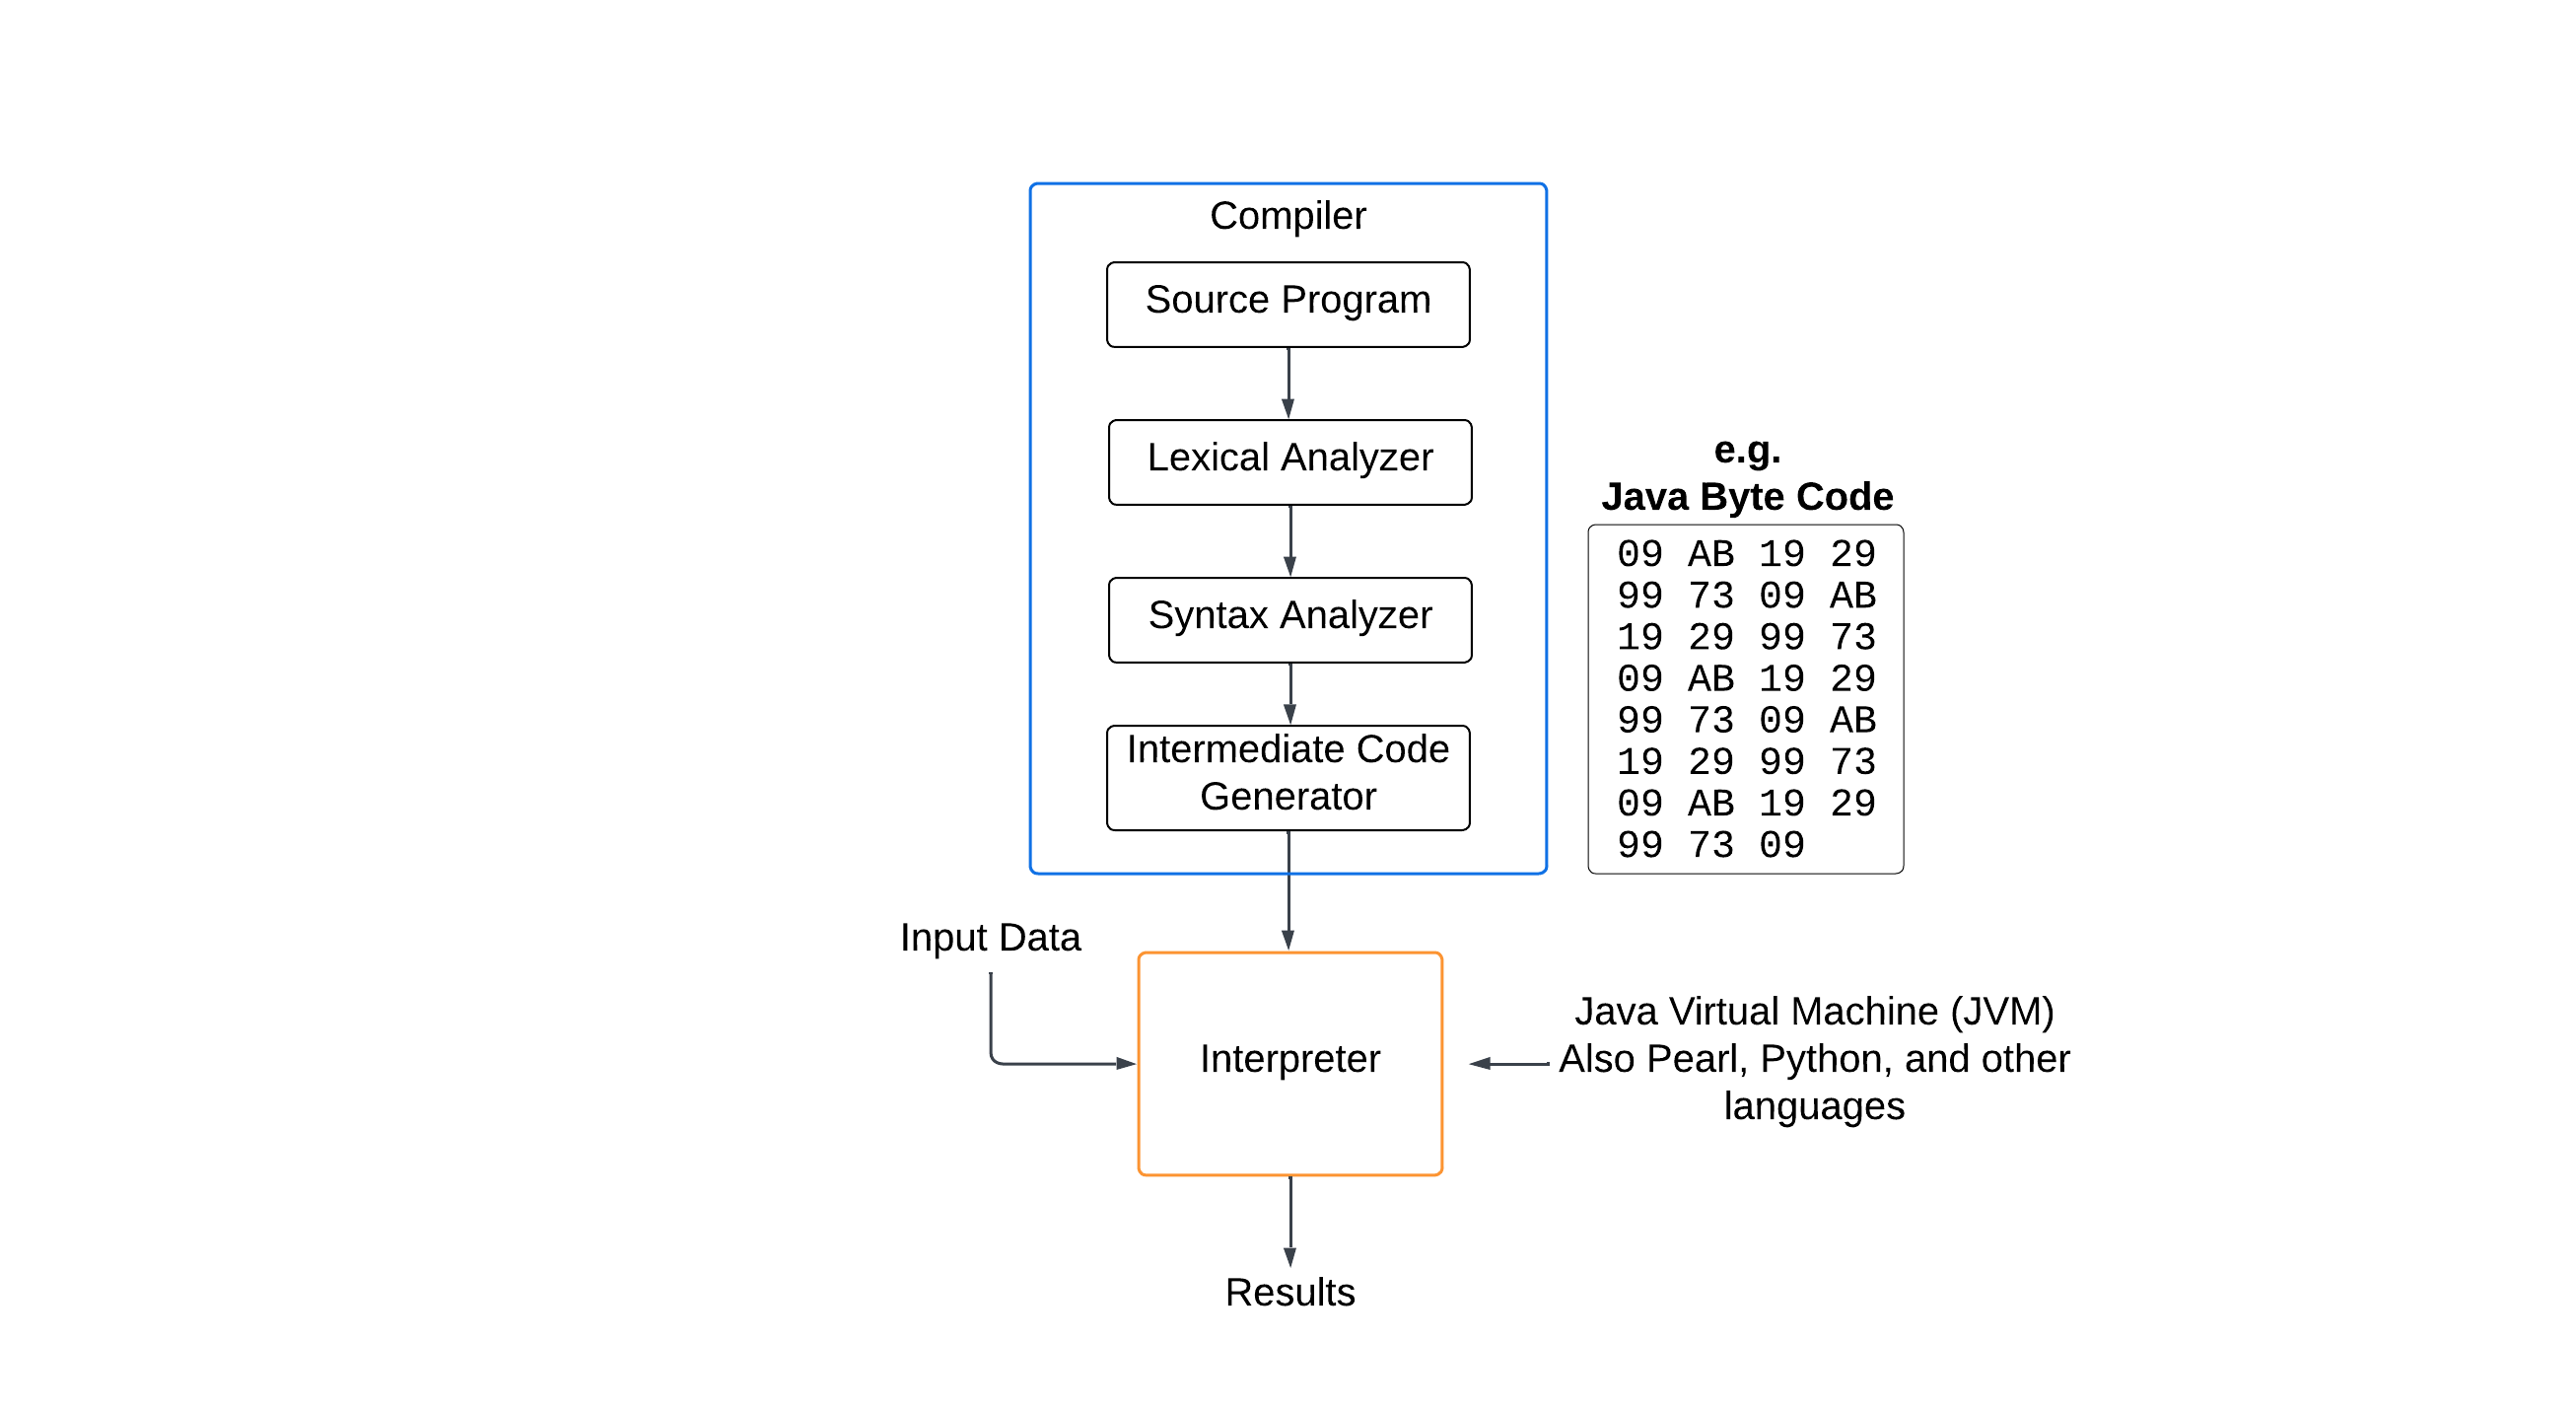 Compiler
Source Program
Lexical Analyzer
Syntax Analyzer
Intermediate Code
Generator
e.g.
Java Byte Code
09 AB 19 29
99 73 09 AB
19 29 99 73
09 AB 19 29
99 73 09 AB
19 29 99 73
09 AB 19 29
99 73 09
Input Data
Interpreter
Java Virtual Machine (JVM)
Also Pearl, Python, and other
languages
Results